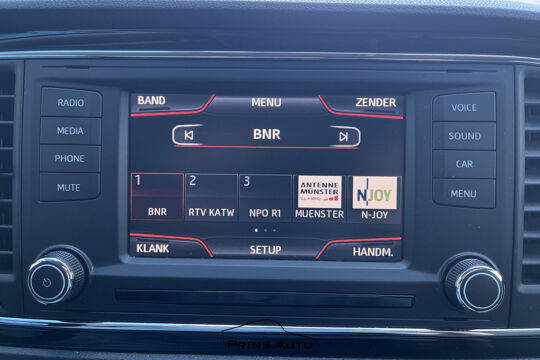 RADIO
MEDIA
PHONE
MUTE
BAND MENU ZENDER
BNR
1 2 3 ANTENNE
MÜNSTER
N-JOY
BNR RTV KATW NPO R1 MUENSTER N-JOY
KLANK SETUP HANDM.
VOICE
SOUND
CAR
MENU
PRINS AUTO